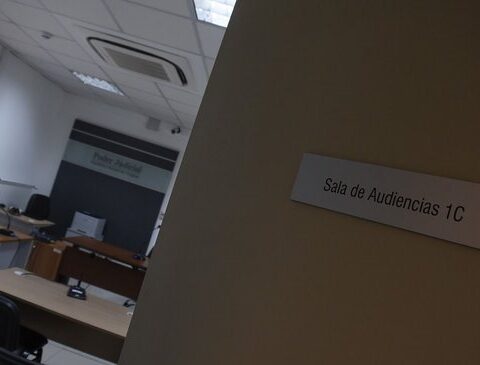 Poder Judicial
Sala de Audiencias 1C